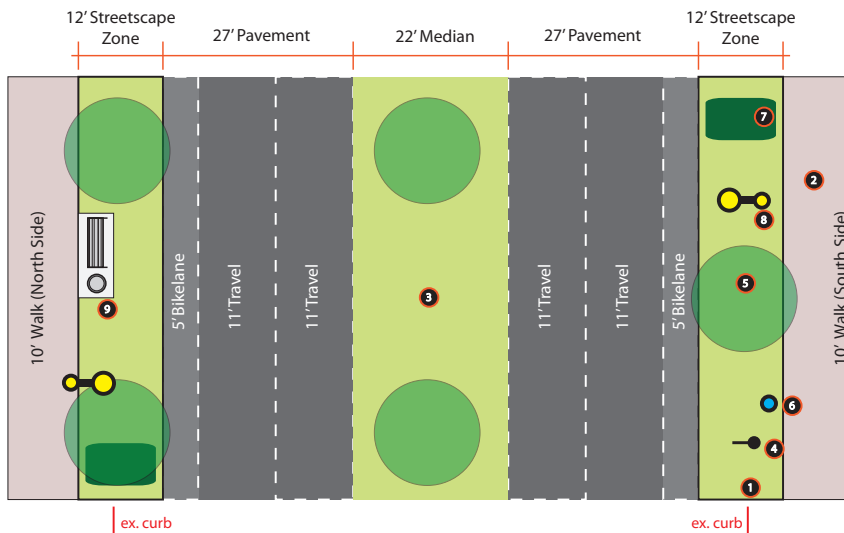 12’ Streetscape
Zone
27’ Pavement
22’ Median
27’ Pavement
12’ Streetscape
Zone
10’ Walk (North Side)
5’ Bikelane
11’ Travel
11’ Travel
11’ Travel
11’ Travel
5’ Bikelane
10’ Walk (South Side)
7
2
8
5
3
9
6
4
1
ex. curb
ex. curb